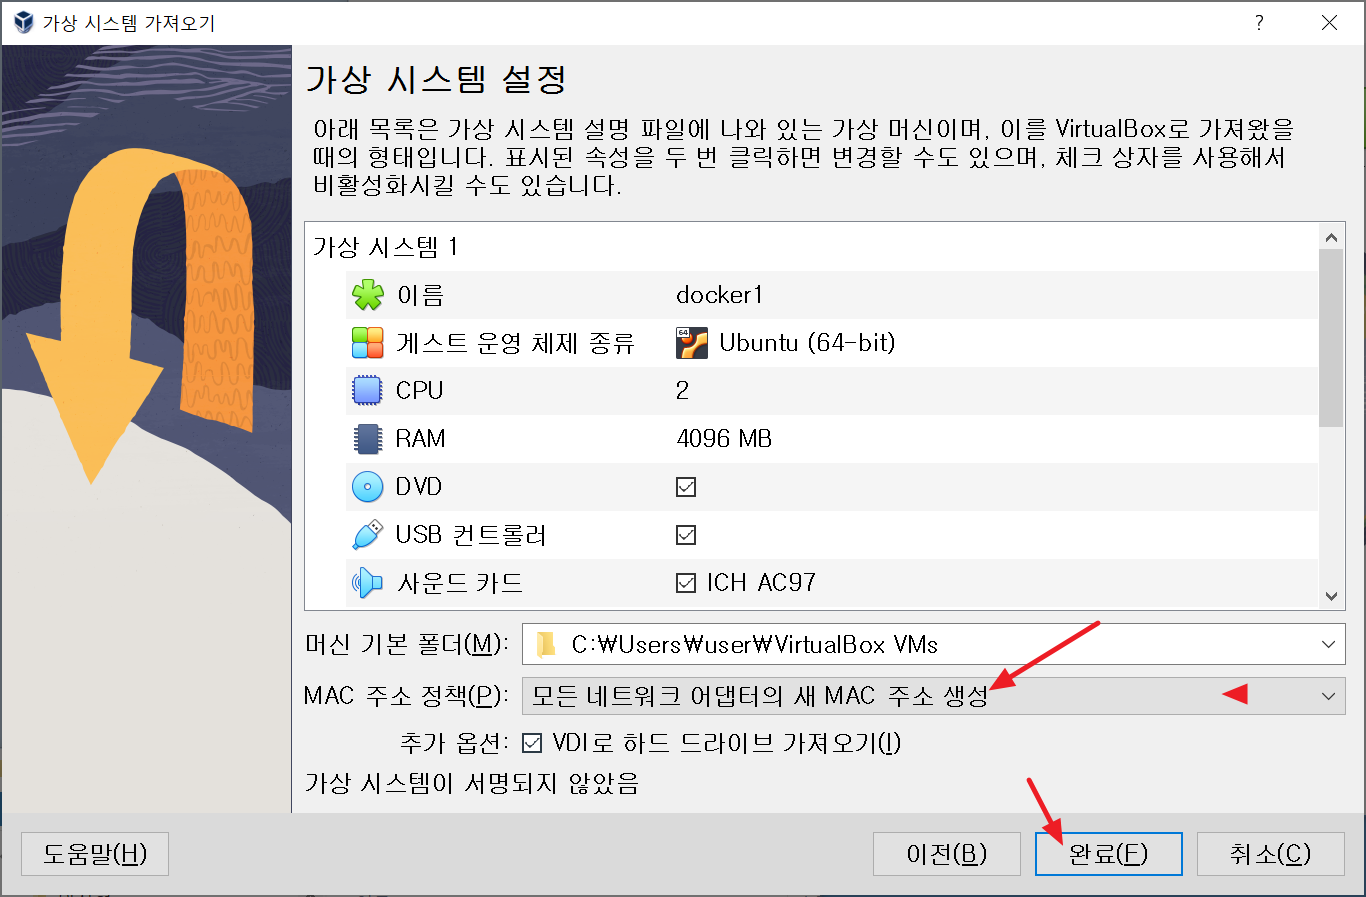 가상 시스템 가져오기
?
가상 시스템 설정
아래 목록은 가상 시스템 설명 파일에 나와 있는 가상 머신이며, 이를 VirtualBox로 가져왔을
때의 형태입니다. 표시된 속성을 두 번 클릭하면 변경할 수도 있으며, 체크 상자를 사용해서
비활성화시킬 수도 있습니다.
가상 시스템 1
이름 docker1
게스트 운영 체제 종류 64 Ubuntu (64-bit)
CPU 2
RAM 4096 MB
DVD
USB 컨트롤러
사운드 카드 ICH AC97
머신 기본 폴더(M): C:₩Users₩user₩VirtualBox VMs
MAC 주소 정책(P): 모든 네트워크 어댑터의 새 MAC 주소 생성
추가 옵션: VDI로 하드 드라이브 가져오기(I)
가상 시스템이 서명되지 않았음
도움말(H) 이전(B) 완료(F) 취소(C)